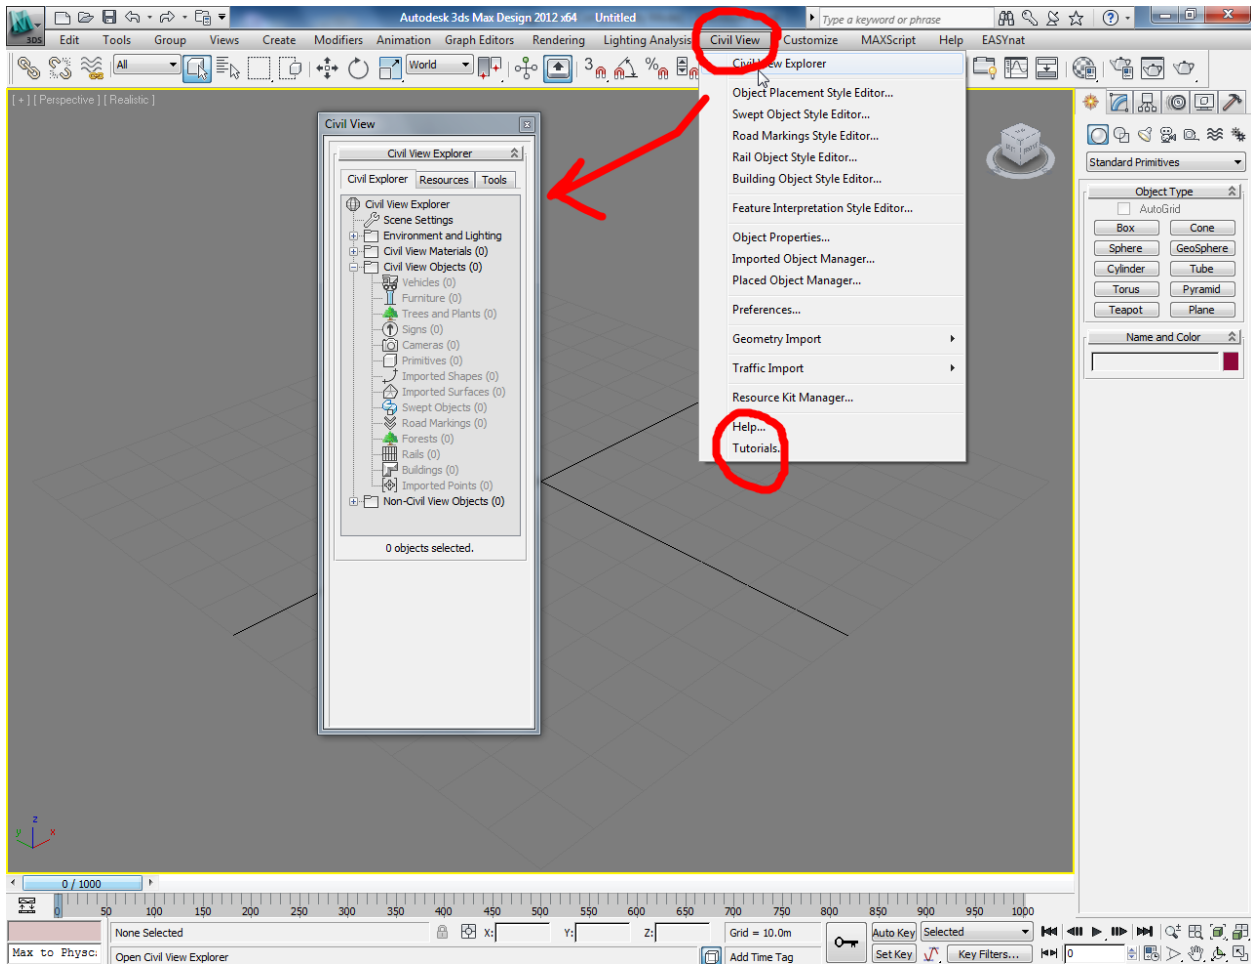 Autodesk 3ds Max Design 2012 x64 Untitled
Type a keyword or phrase
3DS
Edit Tools Group Views Create Modifiers Animation Graph Editors Rendering Lighting Analysis Civil View Customize MAXScript Help EASYnat
All
World
3
%
[ + ] [ Perspective ] [ Realistic ]
Civil View
Civil View Explorer
Civil Explorer Resources Tools
Civil View Explorer
Scene Settings
Environment and Lighting
Civil View Materials (0)
Civil View Objects (0)
Vehicles (0)
Furniture (0)
Trees and Plants (0)
Signs (0)
Cameras (0)
Primitives (0)
Imported Shapes (0)
Imported Surfaces (0)
Swept Objects (0)
Road Markings (0)
Forests (0)
Rails (0)
Buildings (0)
Imported Points (0)
Non-Civil View Objects (0)
0 objects selected.
Civil View Explorer
Object Placement Style Editor...
Swept Object Style Editor...
Road Markings Style Editor...
Rail Object Style Editor...
Building Object Style Editor...
Feature Interpretation Style Editor...
Object Properties...
Imported Object Manager...
Placed Object Manager...
Preferences...
Geometry Import
Traffic Import
Resource Kit Manager...
Help...
Tutorials.
Standard Primitives
Object Type
AutoGrid
Box Cone
Sphere GeoSphere
Cylinder Tube
Torus Pyramid
Teapot Plane
Name and Color
z
y x
0 / 1000
0 50 100 150 200 250 300 350 400 450 500 550 600 650 700 750 800 850 900 950 1000
None Selected X: Y: Z: Grid = 10.0m Auto Key Selected
Max to Physc: Open Civil View Explorer Add Time Tag Set Key Key Filters... 0